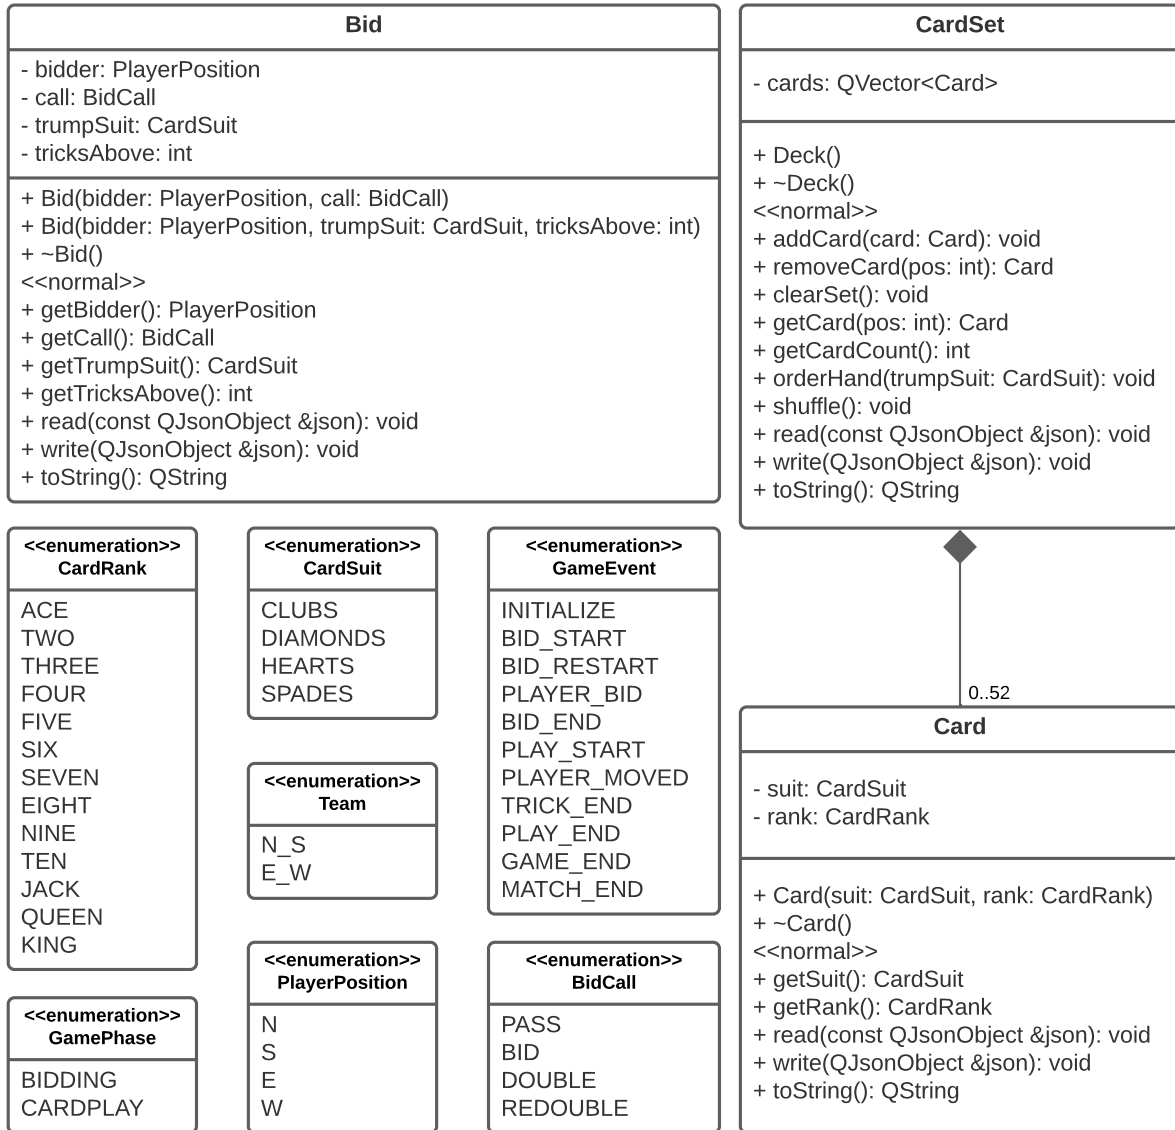 Bid
- bidder: PlayerPosition
- call: BidCall
- trumpSuit: CardSuit
- tricksAbove: int
+ Bid(bidder: PlayerPosition, call: BidCall)
+ Bid(bidder: PlayerPosition, trumpSuit: CardSuit, tricksAbove: int)
+ ~Bid()
<<normal>>
+ getBidder(): PlayerPosition
+ getCall(): BidCall
+ getTrumpSuit(): CardSuit
+ getTricksAbove(): int
+ read(const QJsonObject &json): void
+ write(QJsonObject &json): void
+ toString(): QString
CardSet
- cards: QVector<Card>
+ Deck()
+ ~Deck()
<<normal>>
+ addCard(card: Card): void
+ removeCard(pos: int): Card
+ clearSet(): void
+ getCard(pos: int): Card
+ getCardCount(): int
+ orderHand(trumpSuit: CardSuit): void
+ shuffle(): void
+ read(const QJsonObject &json): void
+ write(QJsonObject &json): void
+ toString(): QString
<<enumeration>>
CardRank
ACE
TWO
THREE
FOUR
FIVE
SIX
SEVEN
EIGHT
NINE
TEN
JACK
QUEEN
KING
<<enumeration>>
CardSuit
CLUBS
DIAMONDS
HEARTS
SPADES
<<enumeration>>
GameEvent
INITIALIZE
BID_START
BID_RESTART
PLAYER_BID
BID_END
PLAY_START
PLAYER_MOVED
TRICK_END
PLAY_END
GAME_END
MATCH_END
<<enumeration>>
Team
N_S
E_W
0..52
Card
- suit: CardSuit
- rank: CardRank
+ Card(suit: CardSuit, rank: CardRank)
+ ~Card()
<<normal>>
+ getSuit(): CardSuit
+ getRank(): CardRank
+ read(const QJsonObject &json): void
+ write(QJsonObject &json): void
+ toString(): QString
<<enumeration>>
GamePhase
BIDDING
CARDPLAY
<<enumeration>>
PlayerPosition
N
S
E
W
<<enumeration>>
BidCall
PASS
BID
DOUBLE
REDOUBLE